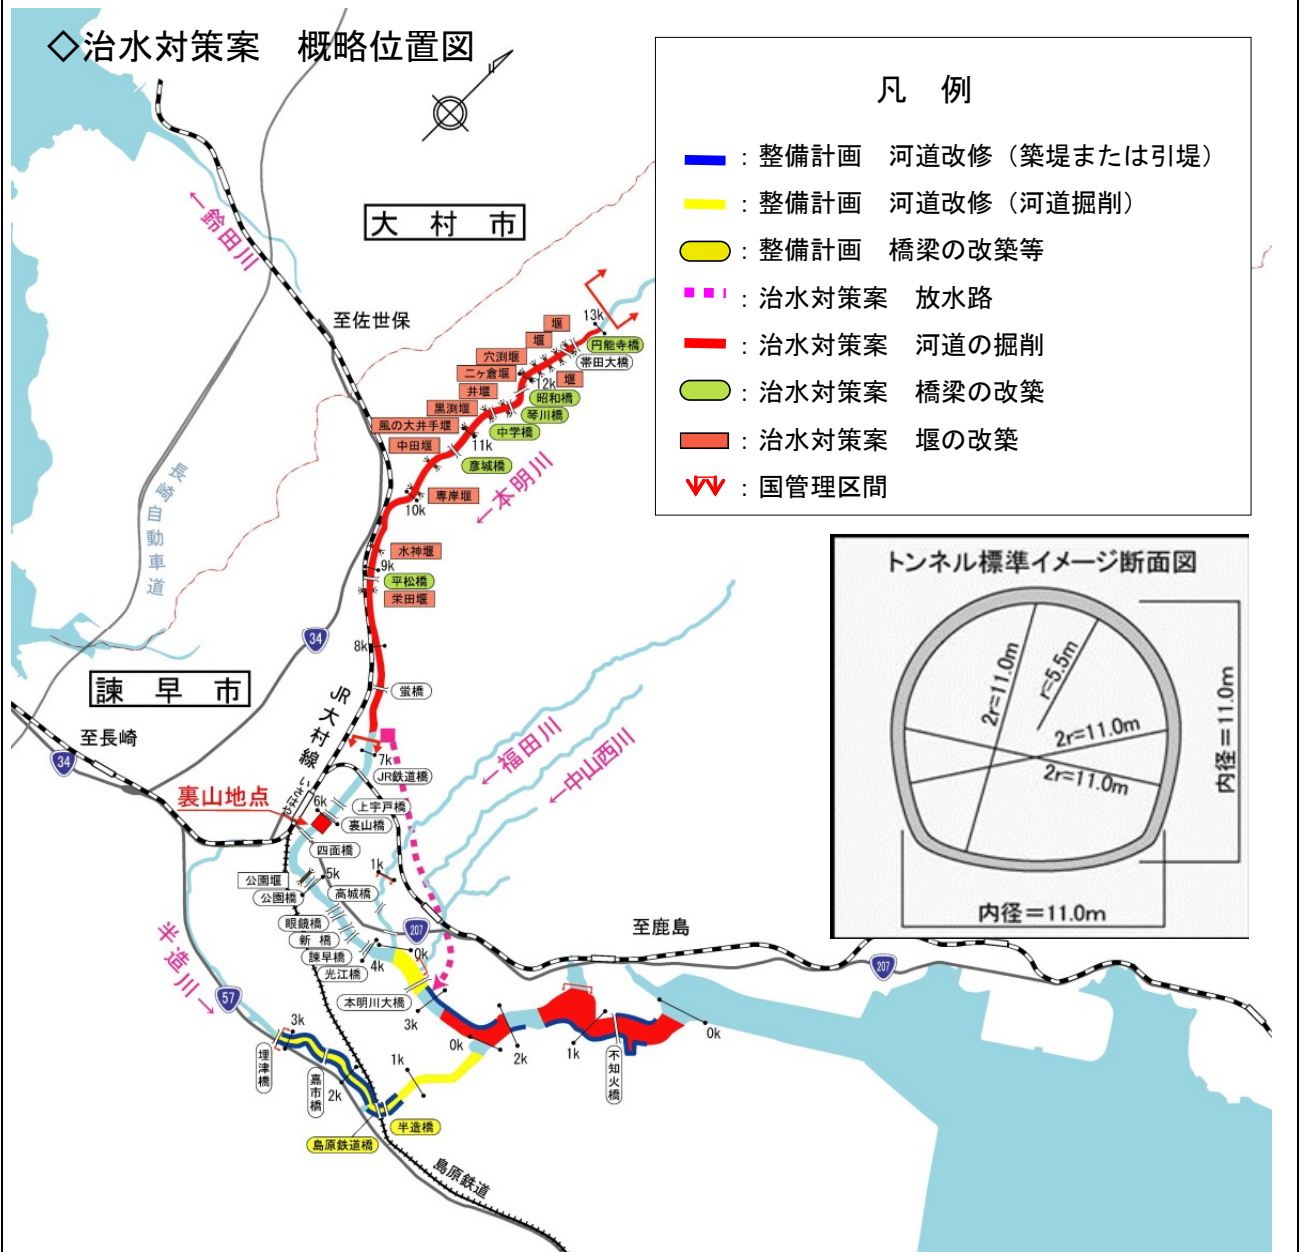 ◇治水対策案 概略位置図
凡 例
: 整備計画 河道改修（築堤または引堤）
: 整備計画 河道改修（河道掘削）
: 整備計画 橋梁の改築等
: 治水対策案 放水路
: 治水対策案 河道の掘削
: 治水対策案 橋梁の改築
: 治水対策案 堰の改築
: 国管理区間
←鈴田川
大 村 市
至佐世保
13k
堰
円能寺橋
堰
帯田大橋
穴渕堰
二ヶ倉堰
12k
堰
井堰
昭和橋
黒渕堰
琴川橋
風の大井手堰
中学橋
11k
中田堰
彦城橋
←本明川
専岸堰
10k
長崎自動車道
水神堰
9k
平松橋
栄田堰
34
8k
諫 早 市
蛍橋
JR大村線
至長崎
34
7k
JR鉄道橋
←福田川
←中山西川
いさはや
裏山地点
6k
上宇戸橋
裏山橋
四面橋
1k
公園堰
5k
公園橋
高城橋
眼鏡橋
新 橋
諫早橋
光江橋
4k
207
0k
至鹿島
207
半造川→
57
本明川大橋
3k
0k
2k
1k
不知火橋
0k
3k
埋津橋
嘉市橋
2k
1k
半造橋
島原鉄道橋
島原鉄道
トンネル標準イメージ断面図
2r=11.0m
r=5.5m
2r=11.0m
2r=11.0m
内径＝11.0m
内径＝11.0m